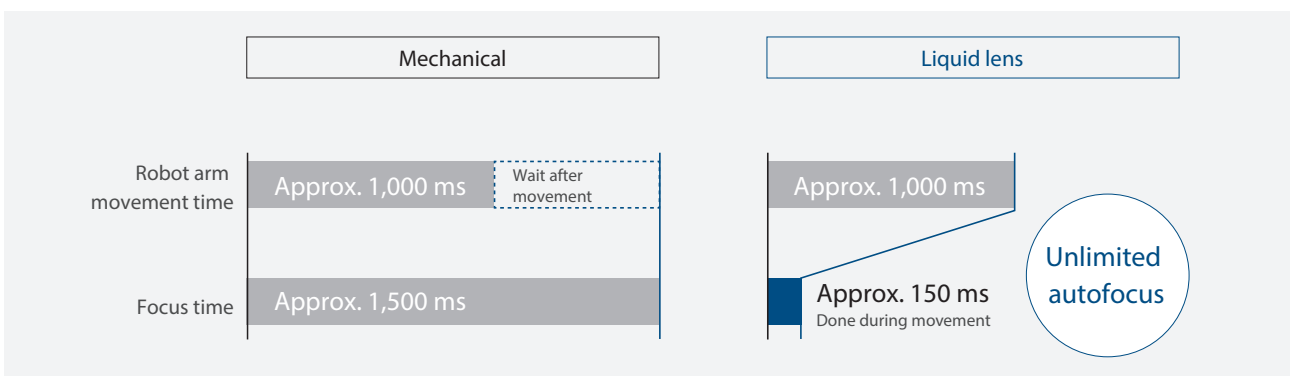 Mechanical
Liquid lens
Robot arm
movement time
Approx. 1,000 ms
Wait after
movement
Approx. 1,000 ms
Focus time
Approx. 1,500 ms
Approx. 150 ms
Done during movement
Unlimited
autofocus